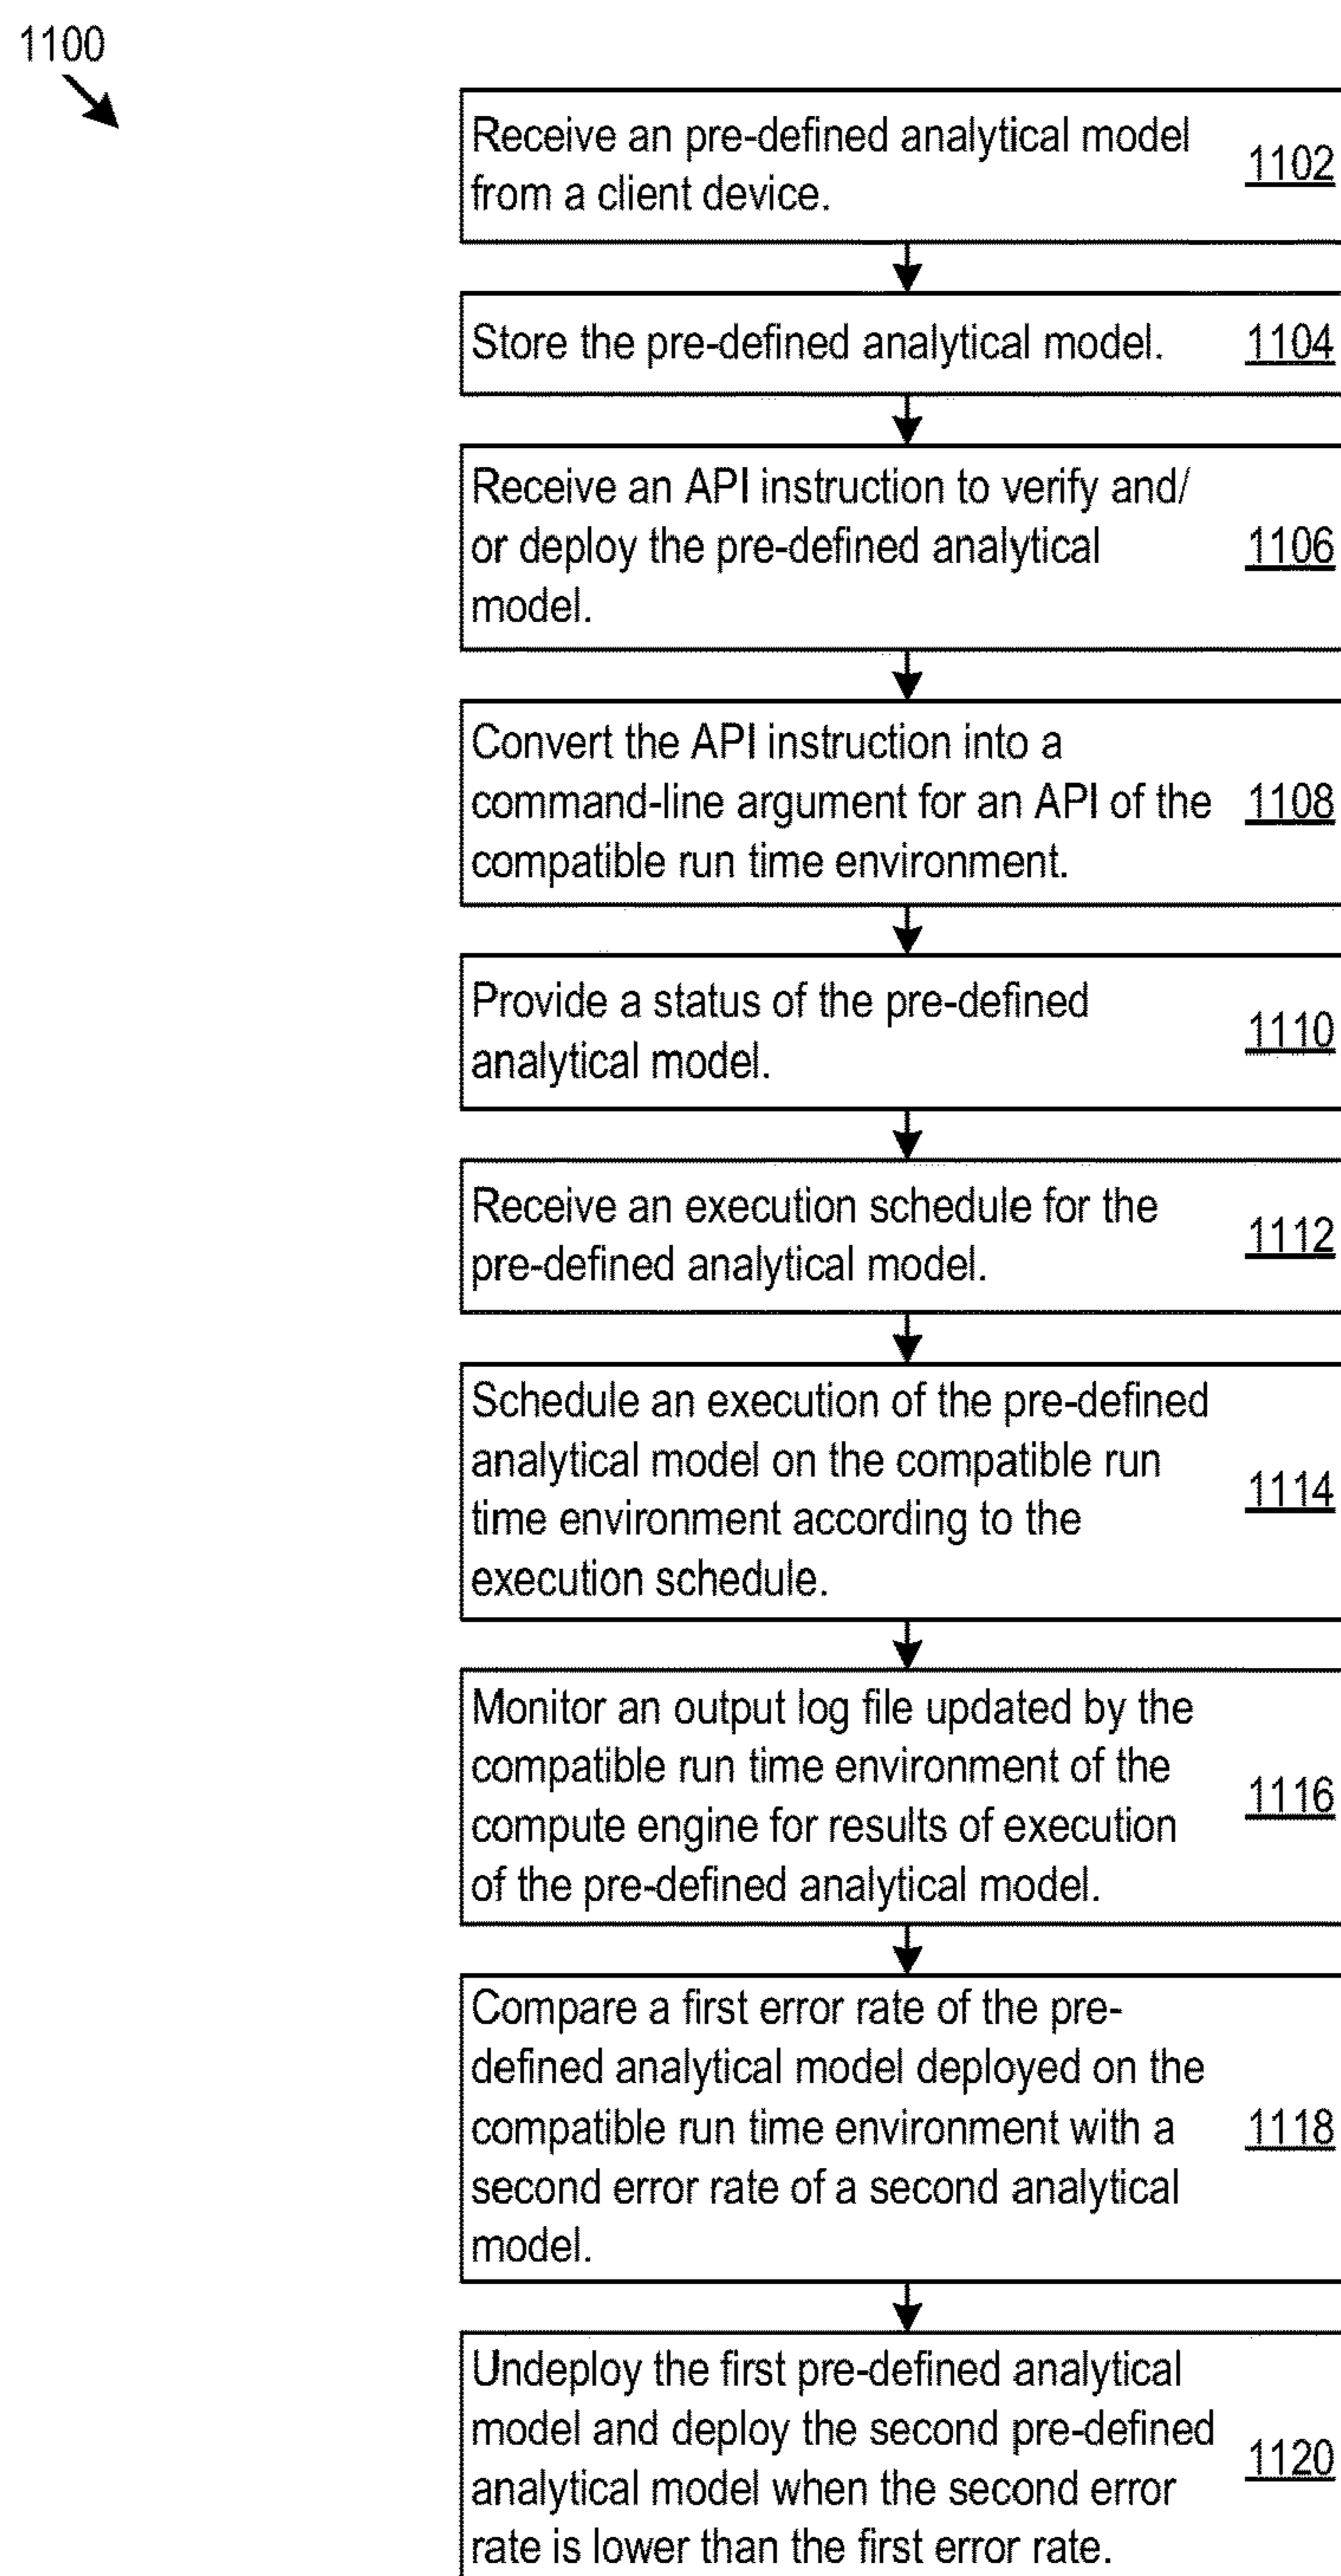 1100
Receive an pre-defined analytical model
from a client device.
1102
Store the pre-defined analytical model.
1104
Receive an API instruction to verify and/
or deploy the pre-defined analytical
model.
1106
Convert the API instruction into a
command-line argument for an API of the
compatible run time environment.
1108
Provide a status of the pre-defined
analytical model.
1110
Receive an execution schedule for the
pre-defined analytical model.
1112
Schedule an execution of the pre-defined
analytical model on the compatible run
time environment according to the
execution schedule.
1114
Monitor an output log file updated by the
compatible run time environment of the
compute engine for results of execution
of the pre-defined analytical model.
1116
Compare a first error rate of the pre-
defined analytical model deployed on the
compatible run time environment with a
second error rate of a second analytical
model.
1118
Undeploy the first pre-defined analytical
model and deploy the second pre-defined
analytical model when the second error
rate is lower than the first error rate.
1120